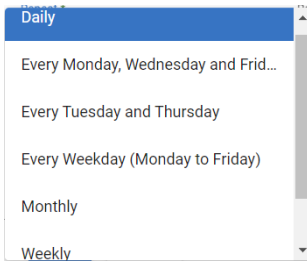 Daily
Every Monday, Wednesday and Frid...
Every Tuesday and Thursday
Every Weekday (Monday to Friday)
Monthly
Weekly